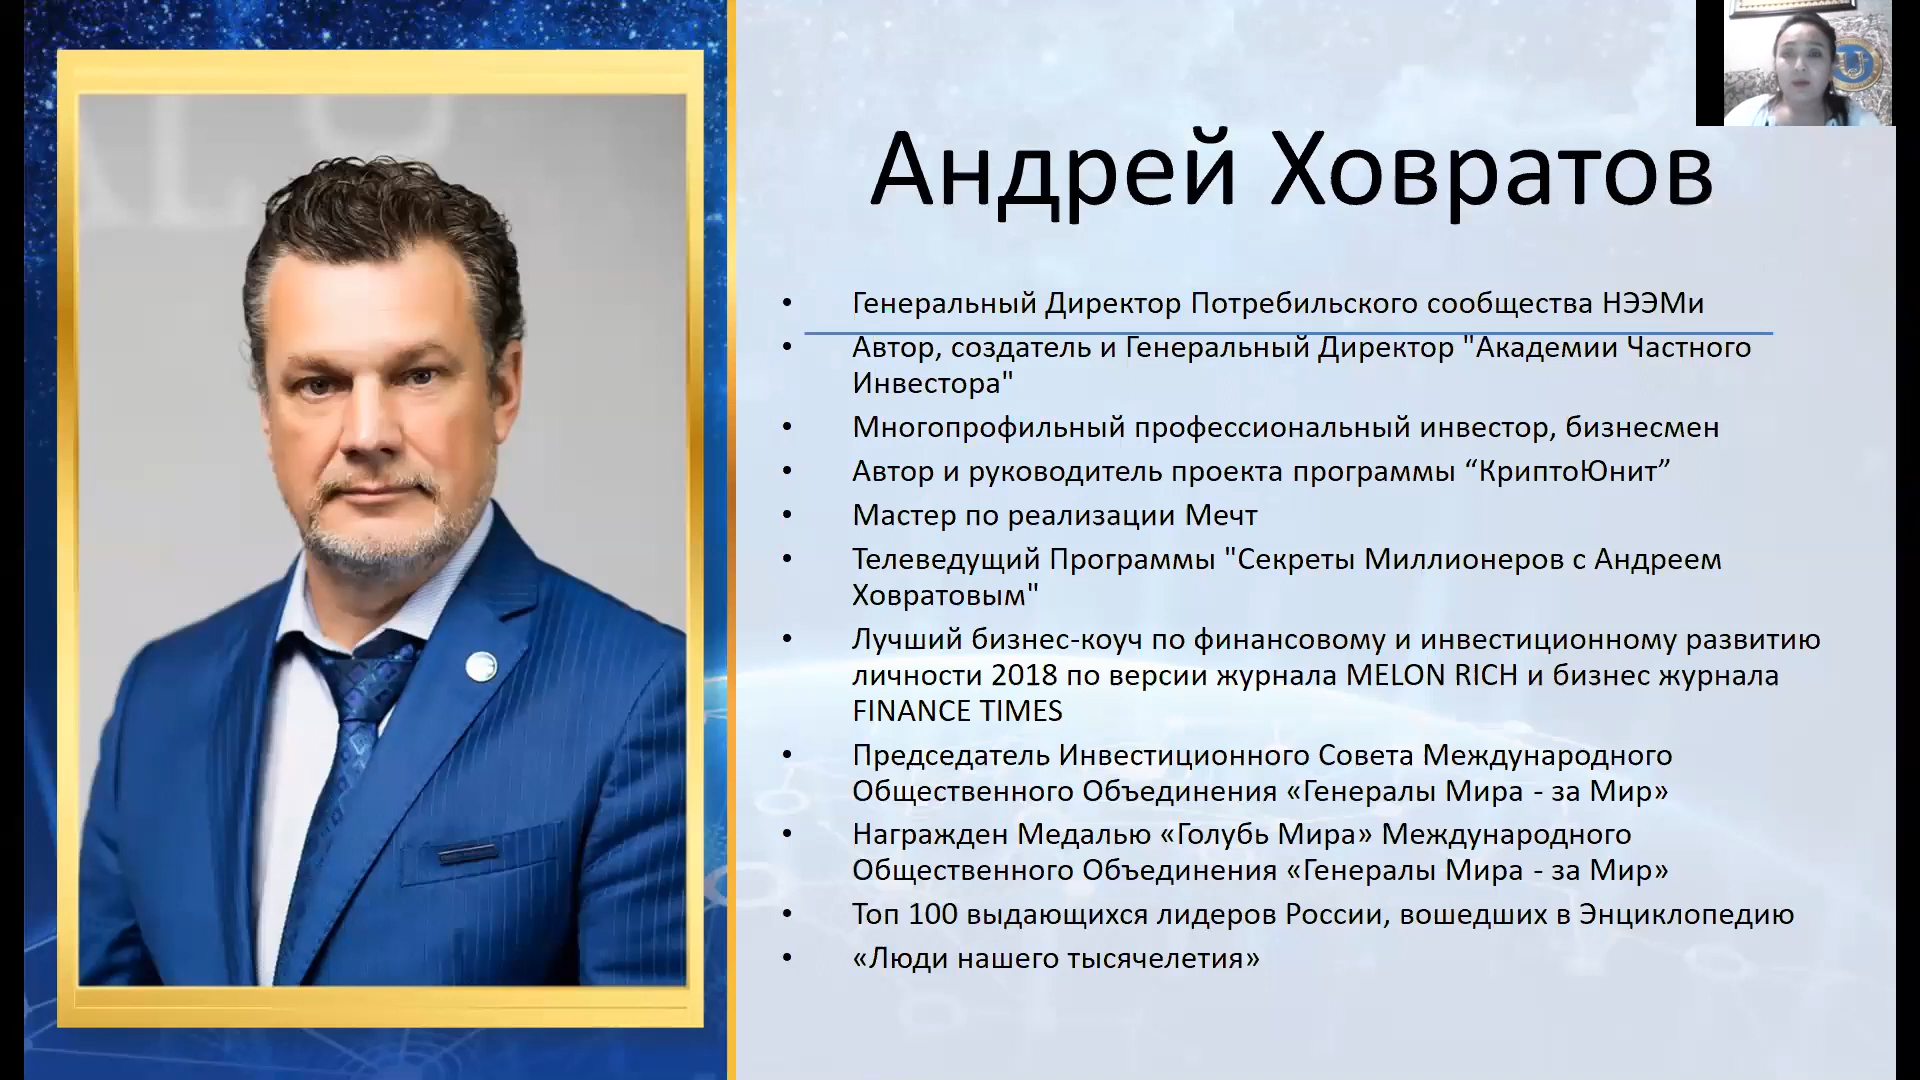 Андрей Ховратов
• Генеральный Директор Потребильского сообщества НЭЭМи
• Автор, создатель и Генеральный Директор "Академии Частного
Инвестора"
• Многопрофильный профессиональный инвестор, бизнесмен
• Автор и руководитель проекта программы “КриптоЮнит”
• Мастер по реализации Мечт
• Телеведущий Программы "Секреты Миллионеров с Андреем
Ховратовым"
• Лучший бизнес-коуч по финансовому и инвестиционному развитию
личности 2018 по версии журнала MELON RICH и бизнес журнала
FINANCE TIMES
• Председатель Инвестиционного Совета Международного
Общественного Объединения «Генералы Мира - за Мир»
• Награжден Медалью «Голубь Мира» Международного
Общественного Объединения «Генералы Мира - за Мир»
• Топ 100 выдающихся лидеров России, вошедших в Энциклопедию
• «Люди нашего тысячелетия»